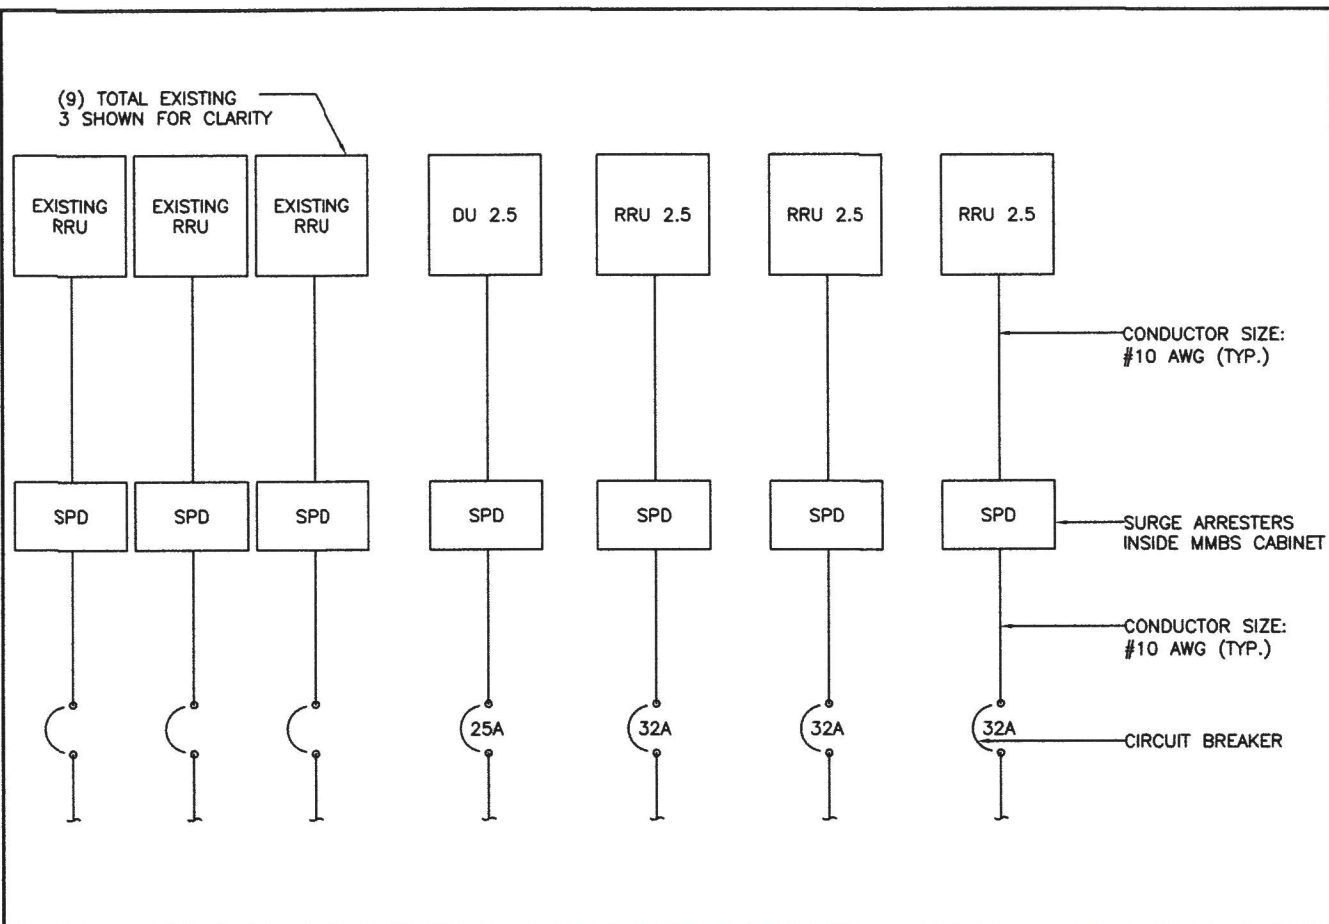 (9) TOTAL EXISTING
3 SHOWN FOR CLARITY
EXISTING
RRU
EXISTING
RRU
EXISTING
RRU
DU 2.5
RRU 2.5
RRU 2.5
RRU 2.5
CONDUCTOR SIZE:
#10 AWG (TYP.)
SPD
SPD
SPD
SPD
SPD
SPD
SPD
SURGE ARRESTERS
INSIDE MMBS CABINET
CONDUCTOR SIZE:
#10 AWG (TYP.)
25A
32A
32A
32A
CIRCUIT BREAKER